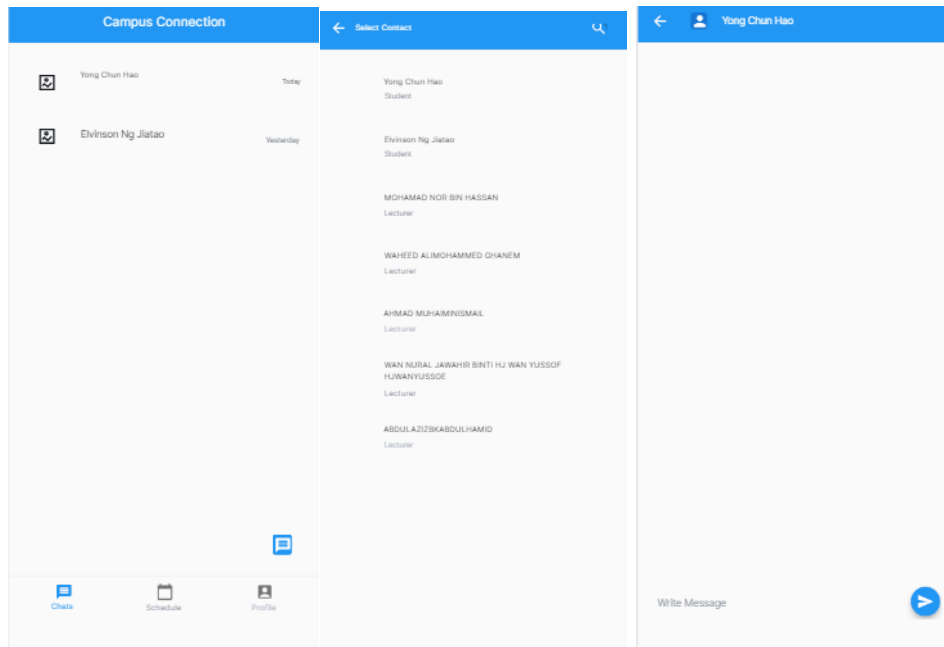 Campus Connection
Yong Chun Hao
Today
Elvinson Ng Jiatao
Yesterday
Chats
Schedule
Profile
Select Contact
Yong Chun Hao
Student
Elvinson Ng Jiatao
Student
MOHAMAD NOR BIN HASSAN
Lecturer
WAHEED ALIMOHAMMED GHANEM
Lecturer
AHMAD MUHAIMINISMAIL
Lecturer
WAN NURAL JAWAHIR BINTI HJ WAN YUSSOF
HJWANYUSSOE
Lecturer
ABDULAZIZBKABDULHAMID
Lecturer
Yong Chun Hao
Write Message